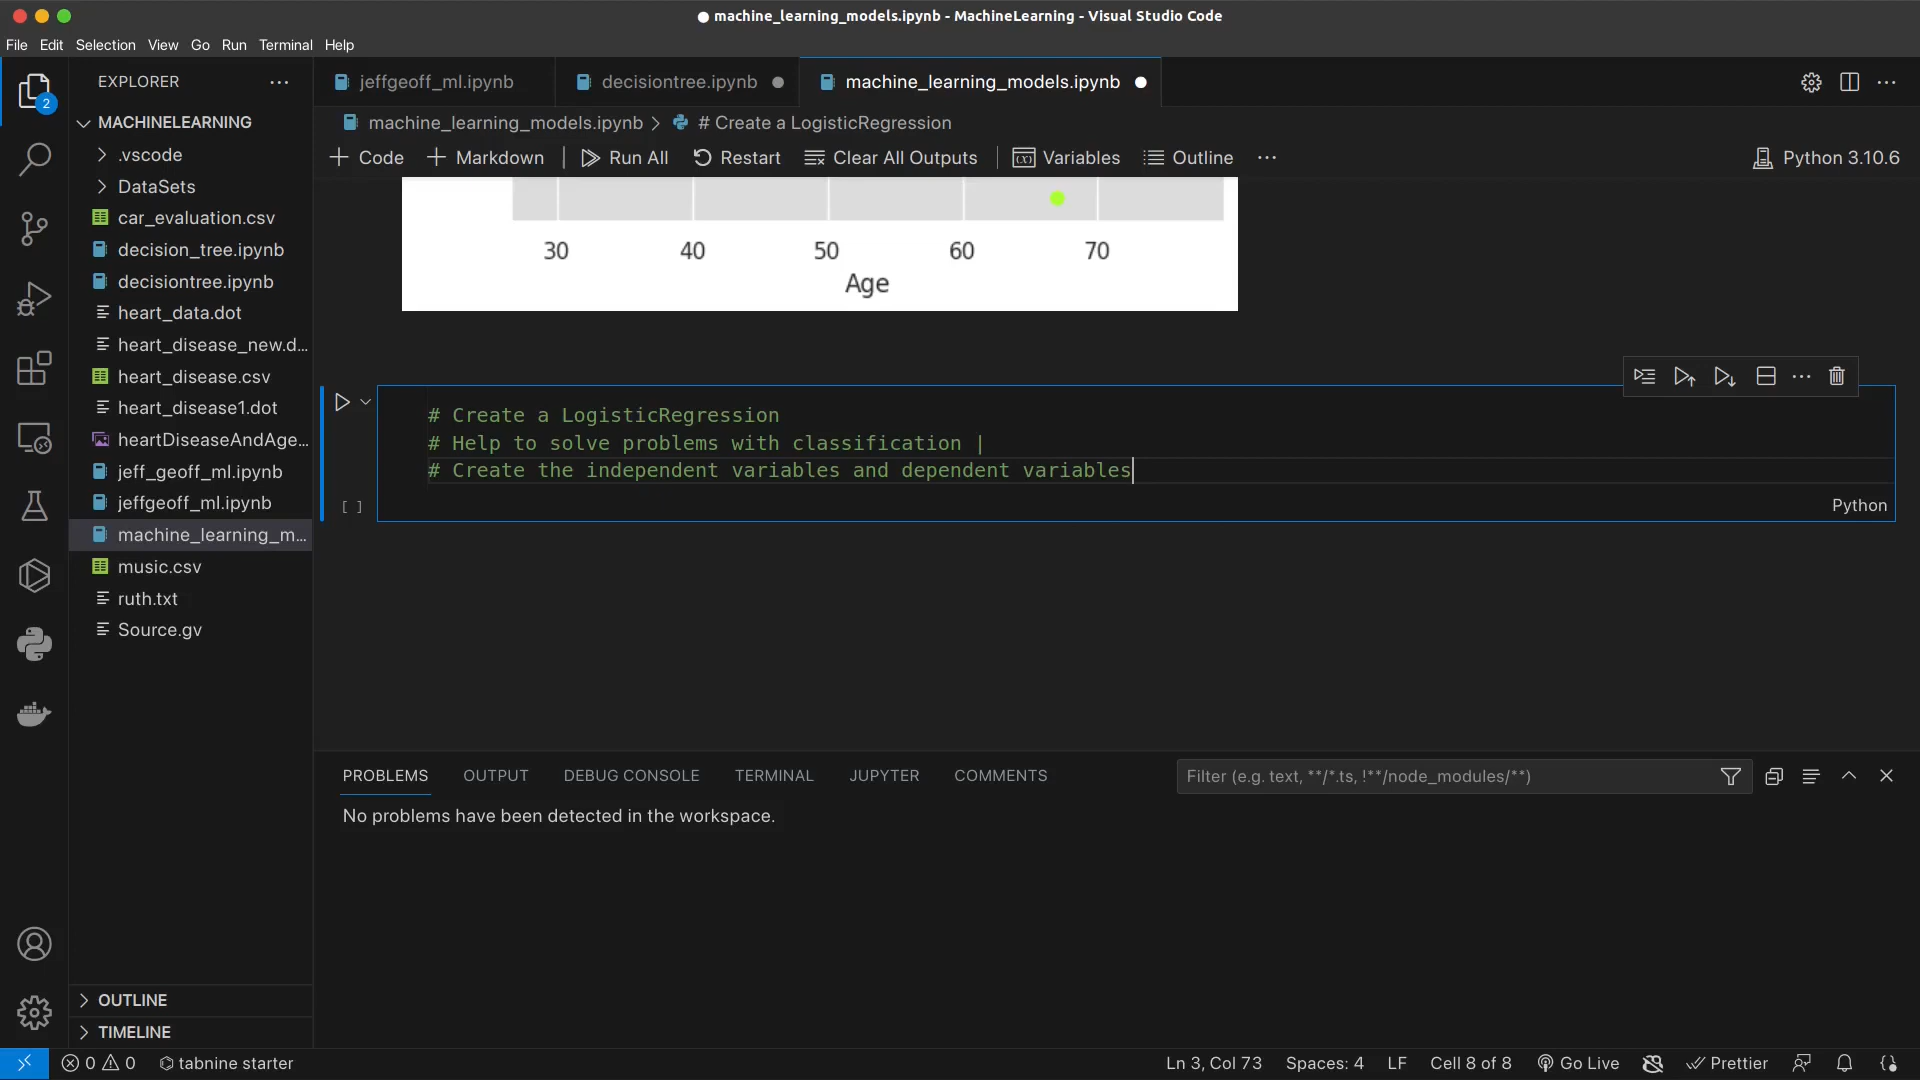 machine_learning_models.ipynb - MachineLearning - Visual Studio Code
File Edit Selection View Go Run Terminal Help
EXPLORER
jeffgeoff_ml.ipynb
decisiontree.ipynb
machine_learning_models.ipynb
2
MACHINELEARNING
machine_learning_models.ipynb > # Create a LogisticRegression
Code Markdown Run All Restart Clear All Outputs Variables Outline Python 3.10.6
.vscode
DataSets
car_evaluation.csv
decision_tree.ipynb
decisiontree.ipynb
heart_data.dot
heart_disease_new.d...
heart_disease.csv
heart_disease1.dot
heartDiseaseAndAge...
jeff_geoff_ml.ipynb
jeffgeoff_ml.ipynb
machine_learning_m...
music.csv
ruth.txt
Source.gv
30 40 50 60 70
Age
# Create a LogisticRegression
# Help to solve problems with classification |
# Create the independent variables and dependent variables
[ ]
Python
PROBLEMS OUTPUT DEBUG CONSOLE TERMINAL JUPYTER COMMENTS
Filter (e.g. text, **/*.ts, !**/node_modules/**)
No problems have been detected in the workspace.
OUTLINE
TIMELINE
0 0 tabnine starter Ln 3, Col 73 Spaces: 4 LF Cell 8 of 8 Go Live Prettier